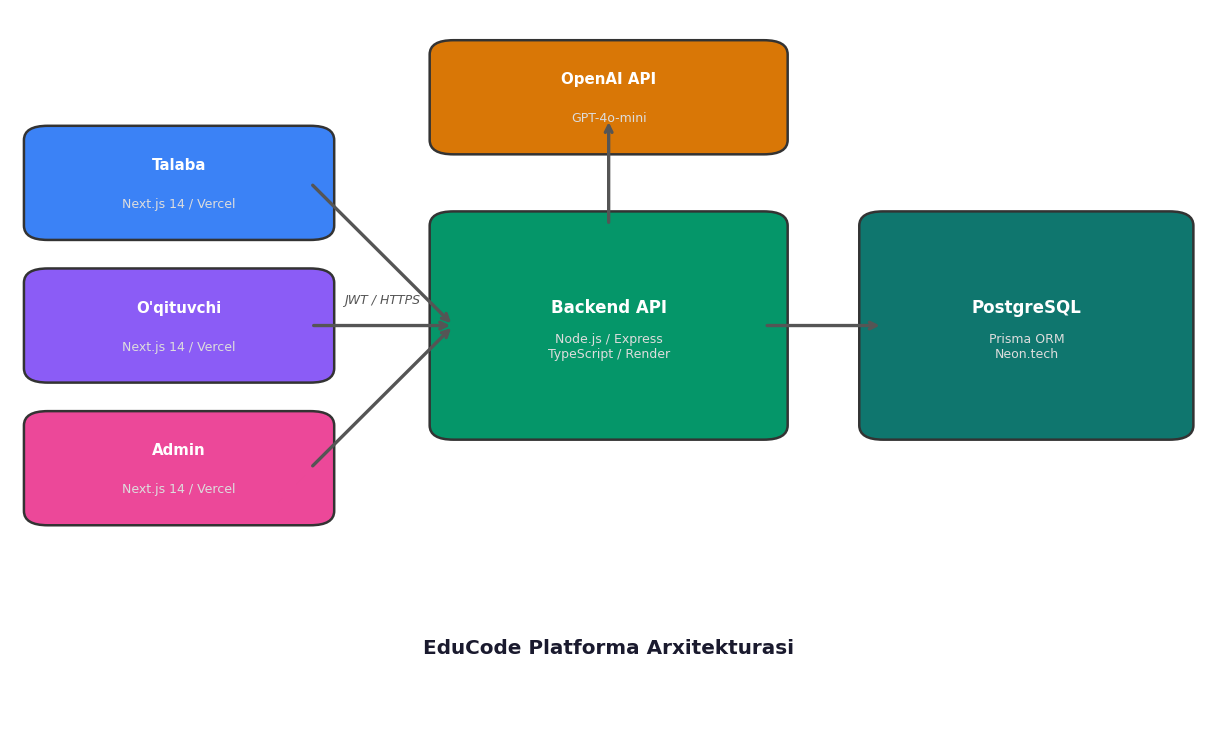 OpenAI API
GPT-4o-mini
Talaba
Next.js 14 / Vercel
O'qituvchi
Next.js 14 / Vercel
JWT / HTTPS
Admin
Next.js 14 / Vercel
Backend API
Node.js / Express
TypeScript / Render
PostgreSQL
Prisma ORM
Neon.tech
EduCode Platforma Arxitekturasi